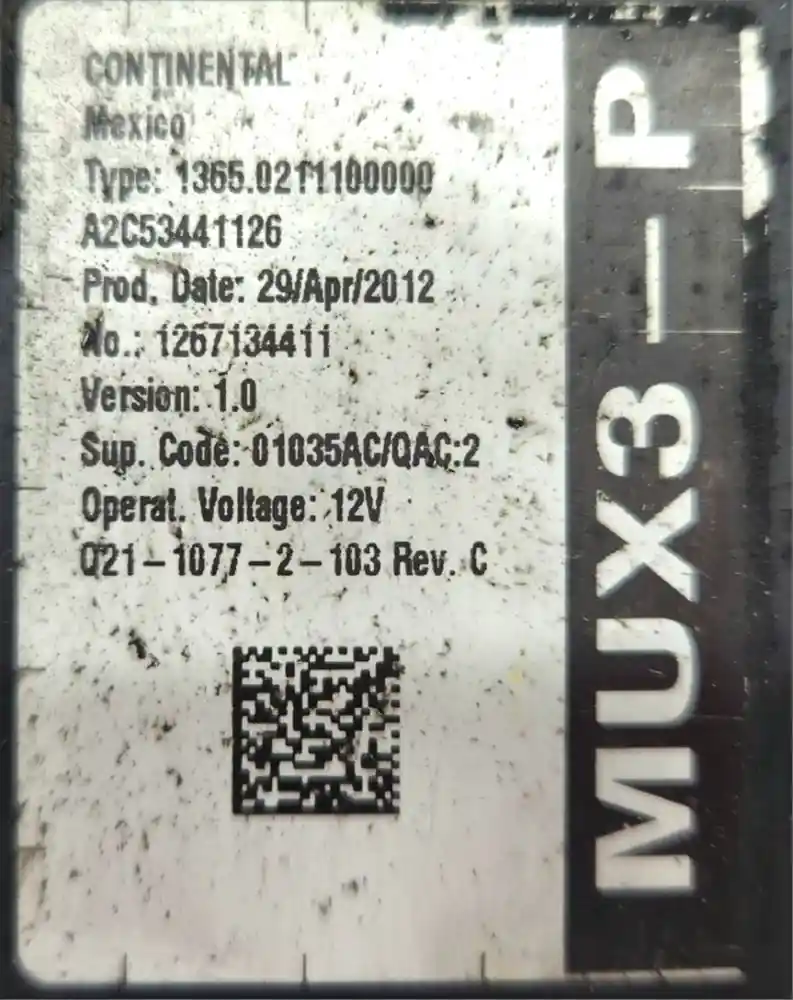 CONTINENTAL
Mexico
Type: 1365.0211100000
A2C53441126
Prod. Date: 29/Apr/2012
No.: 1267134411
Version: 1.0
Sup. Code: 01035AC/QAC:2
Operat. Voltage: 12V
Q21-1077-2-103 Rev. C
MUX3-P